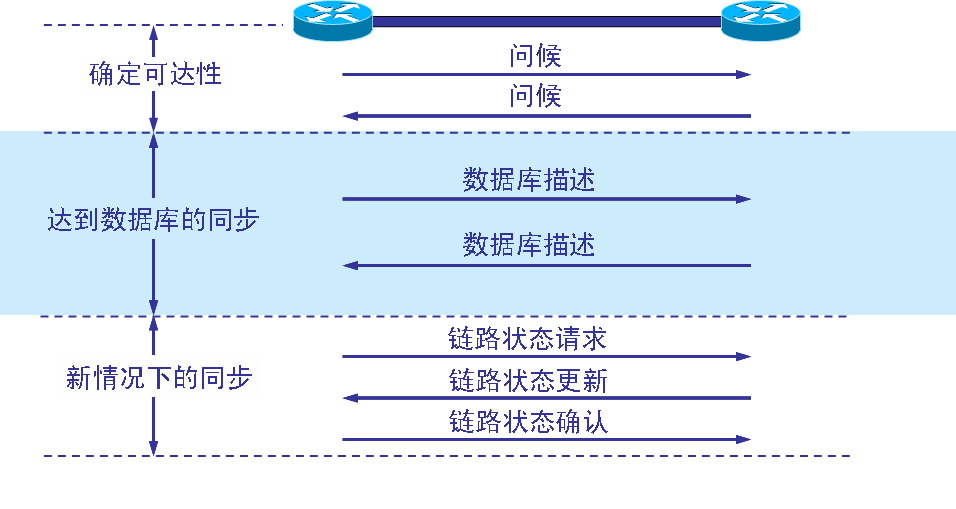 问候
确定可达性
问候
数据库描述
达到数据库的同步
数据库描述
链路状态请求
新情况下的同步
链路状态更新
链路状态确认